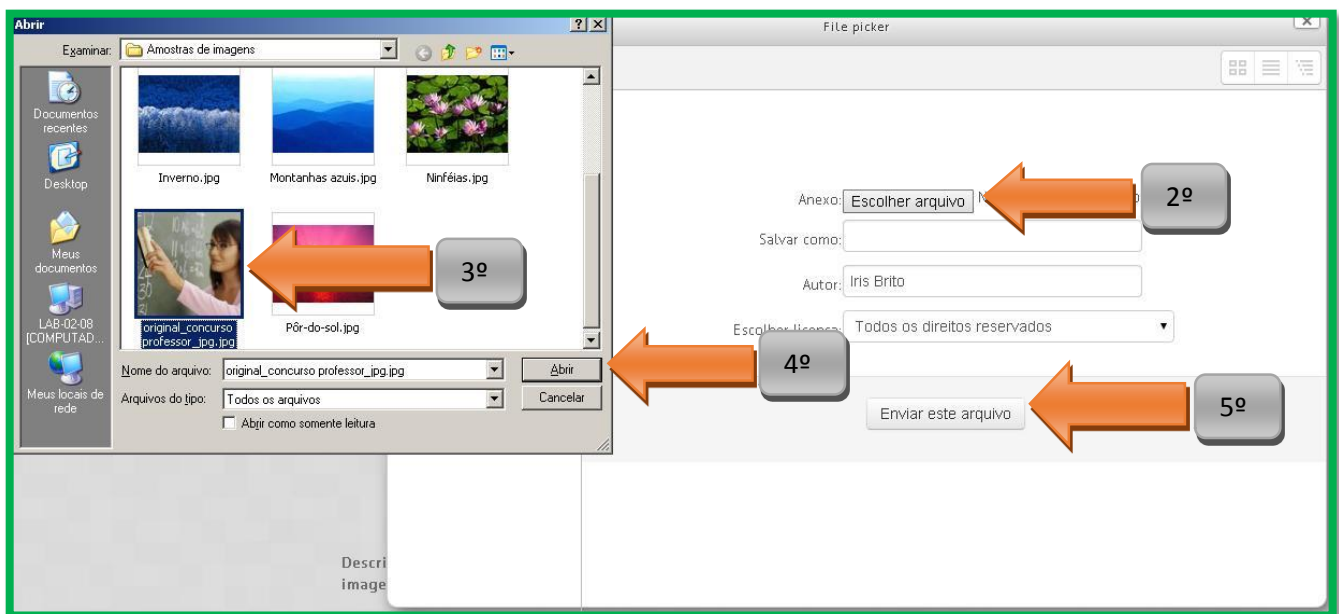 Abrir
Examinar: Amostras de imagens
Documentos recentes
Desktop
Meus documentos
LAB-02-08 [COMPUTAD...
Meus locais de rede
Inverno.jpg
Montanhas azuis.jpg
Ninféias.jpg
original_concurso professor_jpg.jpg
Pôr-do-sol.jpg
3º
Nome do arquivo: original_concurso professor_jpg.jpg
Abrir
Arquivos do tipo: Todos os arquivos
Cancelar
Abrir como somente leitura
4º
File picker
Anexo: Escolher arquivo
2º
Salvar como:
Autor: Iris Brito
Escolher licença: Todos os direitos reservados
Enviar este arquivo
5º
Descri
image